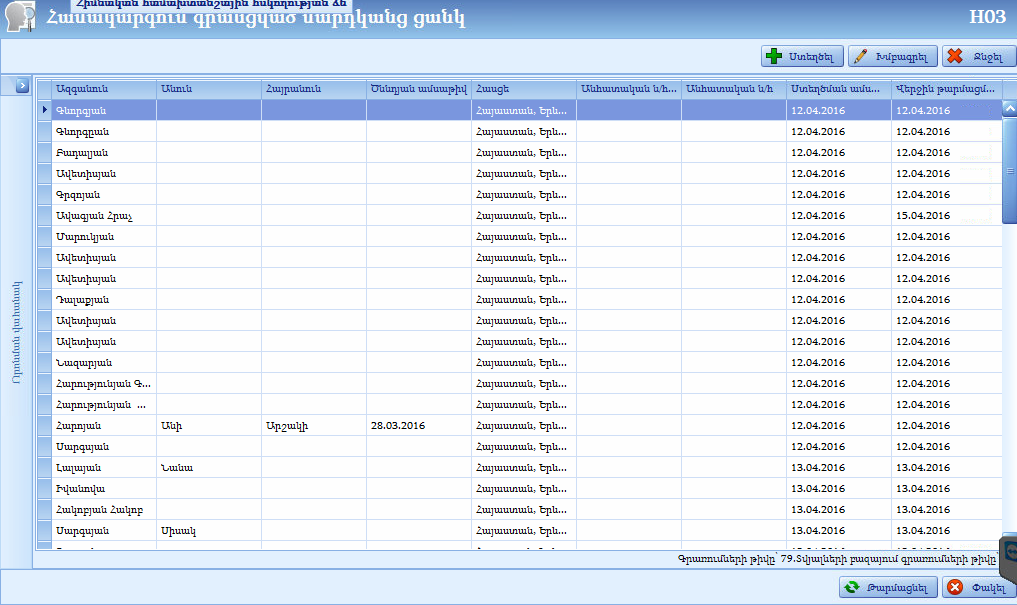 Հիմնական համաճարակաբանական հսկողության
Համակարգում գրանցված մարդկանց ցանկ H03
Ստեղծել Խմբագրել Ջնջել
Ազգանուն Անուն Հայրանուն Ծննդյան ամսաթիվ Հասցե Անհատական ն/հ... Անհատական ն/հ Ստեղծման ամս... Վերջին թարմացմ...
Գևորգյան Հայաստան, Երև... 12.04.2016 12.04.2016
Գևորգըան Հայաստան, Երև... 12.04.2016 12.04.2016
Բադալյան Հայաստան, Երև... 12.04.2016 12.04.2016
Ավետիսյան Հայաստան, Երև... 12.04.2016 12.04.2016
Գրզոյան Հայաստան, Երև... 12.04.2016 12.04.2016
Ավագյան Հրաչ Հայաստան, Երև... 12.04.2016 15.04.2016
Մարուկյան Հայաստան, Երև... 12.04.2016 12.04.2016
Ավետիսյան Հայաստան, Երև... 12.04.2016 12.04.2016
Ավետիսյան Հայաստան, Երև... 12.04.2016 12.04.2016
Դալաքյան Հայաստան, Երև... 12.04.2016 12.04.2016
Ավետիսյան Հայաստան, Երև... 12.04.2016 12.04.2016
Ավետիսյան Հայաստան, Երև... 12.04.2016 12.04.2016
Նազարյան Հայաստան, Երև... 12.04.2016 12.04.2016
Հարությունյան Գ... Հայաստան, Երև... 12.04.2016 12.04.2016
Հարությունյան ... Հայաստան, Երև... 12.04.2016 12.04.2016
Հարոյան Անի Արշակի 28.03.2016 Հայաստան, Երև... 12.04.2016 12.04.2016
Սարգսյան Հայաստան, Երև... 12.04.2016 12.04.2016
Լալայան Նանա Հայաստան, Երև... 13.04.2016 13.04.2016
Իվանովա Հայաստան, Երև... 13.04.2016 13.04.2016
Հակոբյան Հակոբ Հայաստան, Երև... 13.04.2016 13.04.2016
Սարգսյան Սիսակ Հայաստան, Երև... 13.04.2016 13.04.2016
Որոնման վահանակ
Գրառումների թիվը՝ 79.Տվյալների բազայում գրառումների թիվը՝
Թարմացնել Փակել